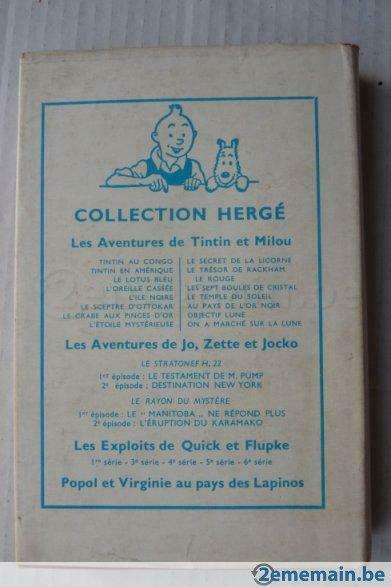 COLLECTION HERGÉ
Les Aventures de Tintin et Milou
TINTIN AU CONGO
TINTIN EN AMÉRIQUE
LE LOTUS BLEU
L'OREILLE CASSÉE
L'ILE NOIRE
LE SCEPTRE D'OTTOKAR
LE CRABE AUX PINCES D'OR
L'ÉTOILE MYSTÉRIEUSE
LE SECRET DE LA LICORNE
LE TRÉSOR DE RACKHAM
LE ROUGE
LES SEPT BOULES DE CRISTAL
LE TEMPLE DU SOLEIL
AU PAYS DE L'OR NOIR
OBJECTIF LUNE
ON A MARCHÉ SUR LA LUNE
Les Aventures de Jo, Zette et Jocko
LE STRATONEF H. 22
1er épisode : LE TESTAMENT DE M. PUMP
2e épisode : DESTINATION NEW YORK
LE RAYON DU MYSTÈRE
1er épisode : LE " MANITOBA „ NE RÉPOND PLUS
2e épisode : L'ÉRUPTION DU KARAMAKO
Les Exploits de Quick et Flupke
1re série - 3e série - 4e série - 5e série - 6e série
Popol et Virginie au pays des Lapinos
2ememain.be